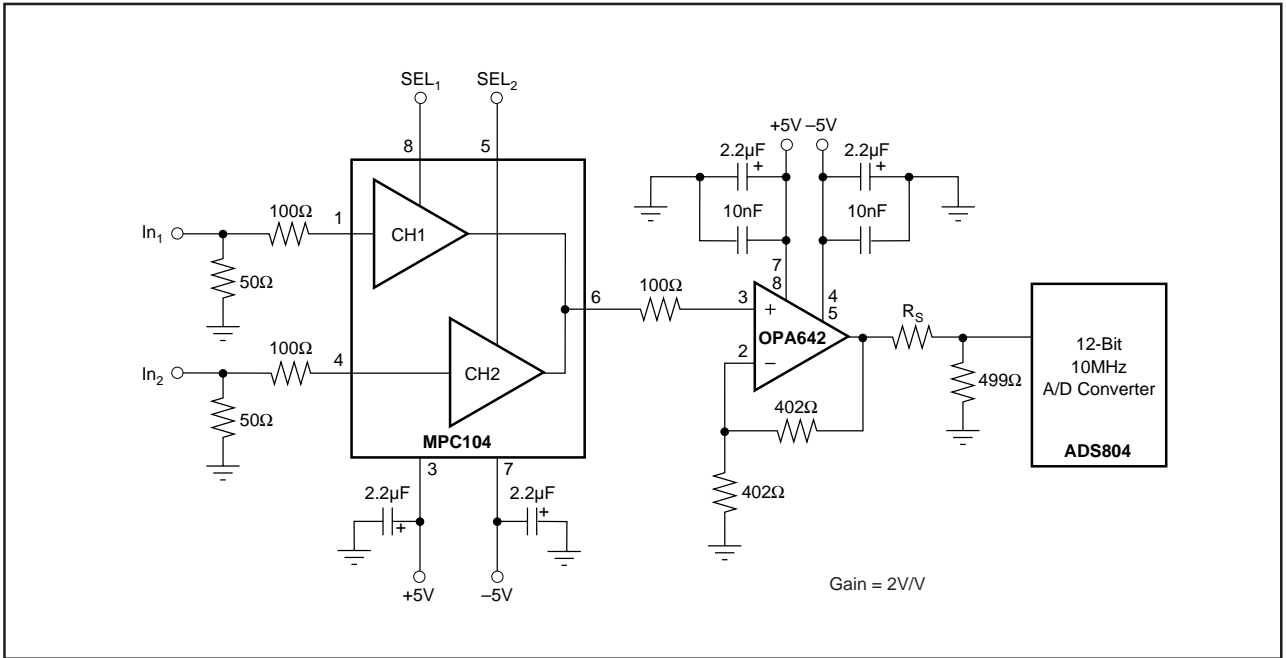 SEL₁ SEL₂
+5V –5V
2.2µF + 2.2µF +
8 5
10nF 10nF
100Ω 1
In₁ CH1
7
8
4
5
50Ω
6 100Ω 3 +
OPA642
RS
12-Bit
10MHz
A/D Converter
ADS804
100Ω 4
In₂ CH2
2 –
499Ω
402Ω
50Ω
MPC104
3 7
2.2µF + 2.2µF +
402Ω
+5V –5V
Gain = 2V/V